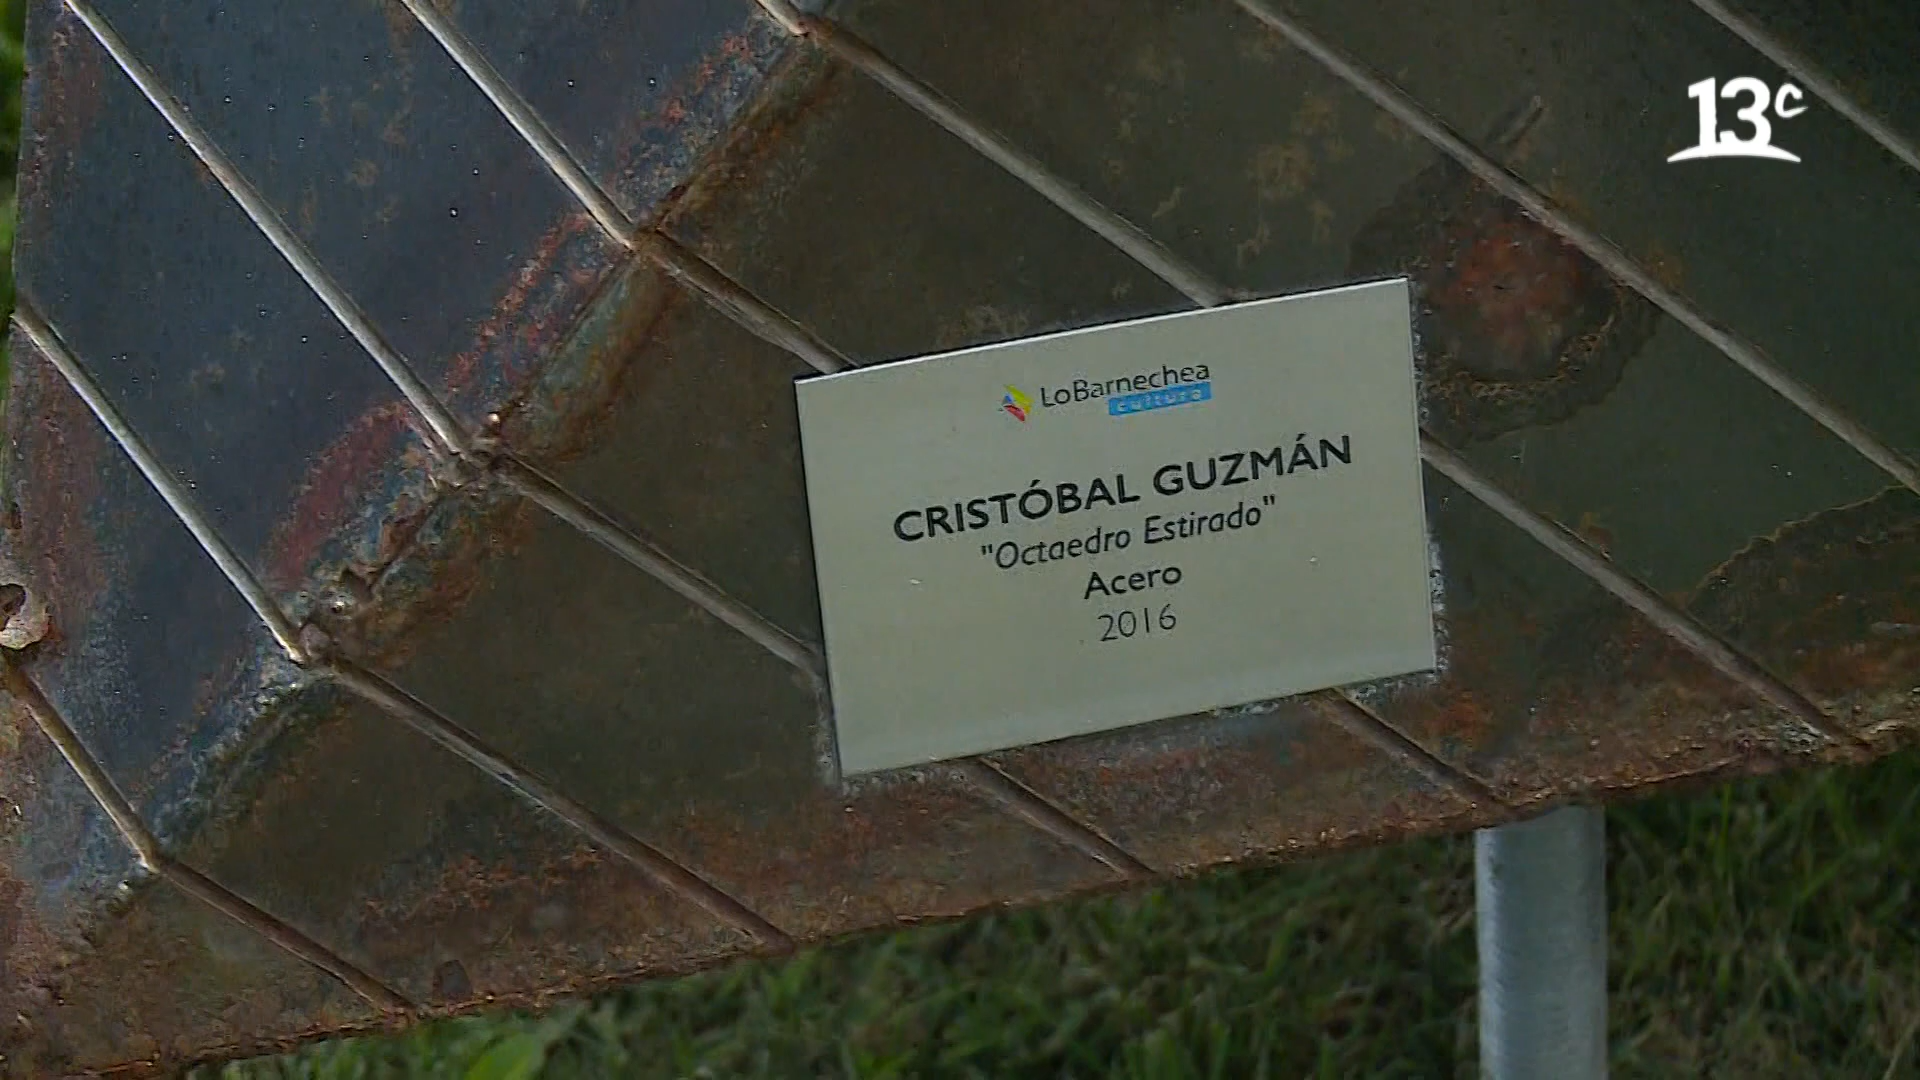 13c
LoBarnechea
cultura
CRISTÓBAL GUZMÁN
"Octaedro Estirado"
Acero
2016